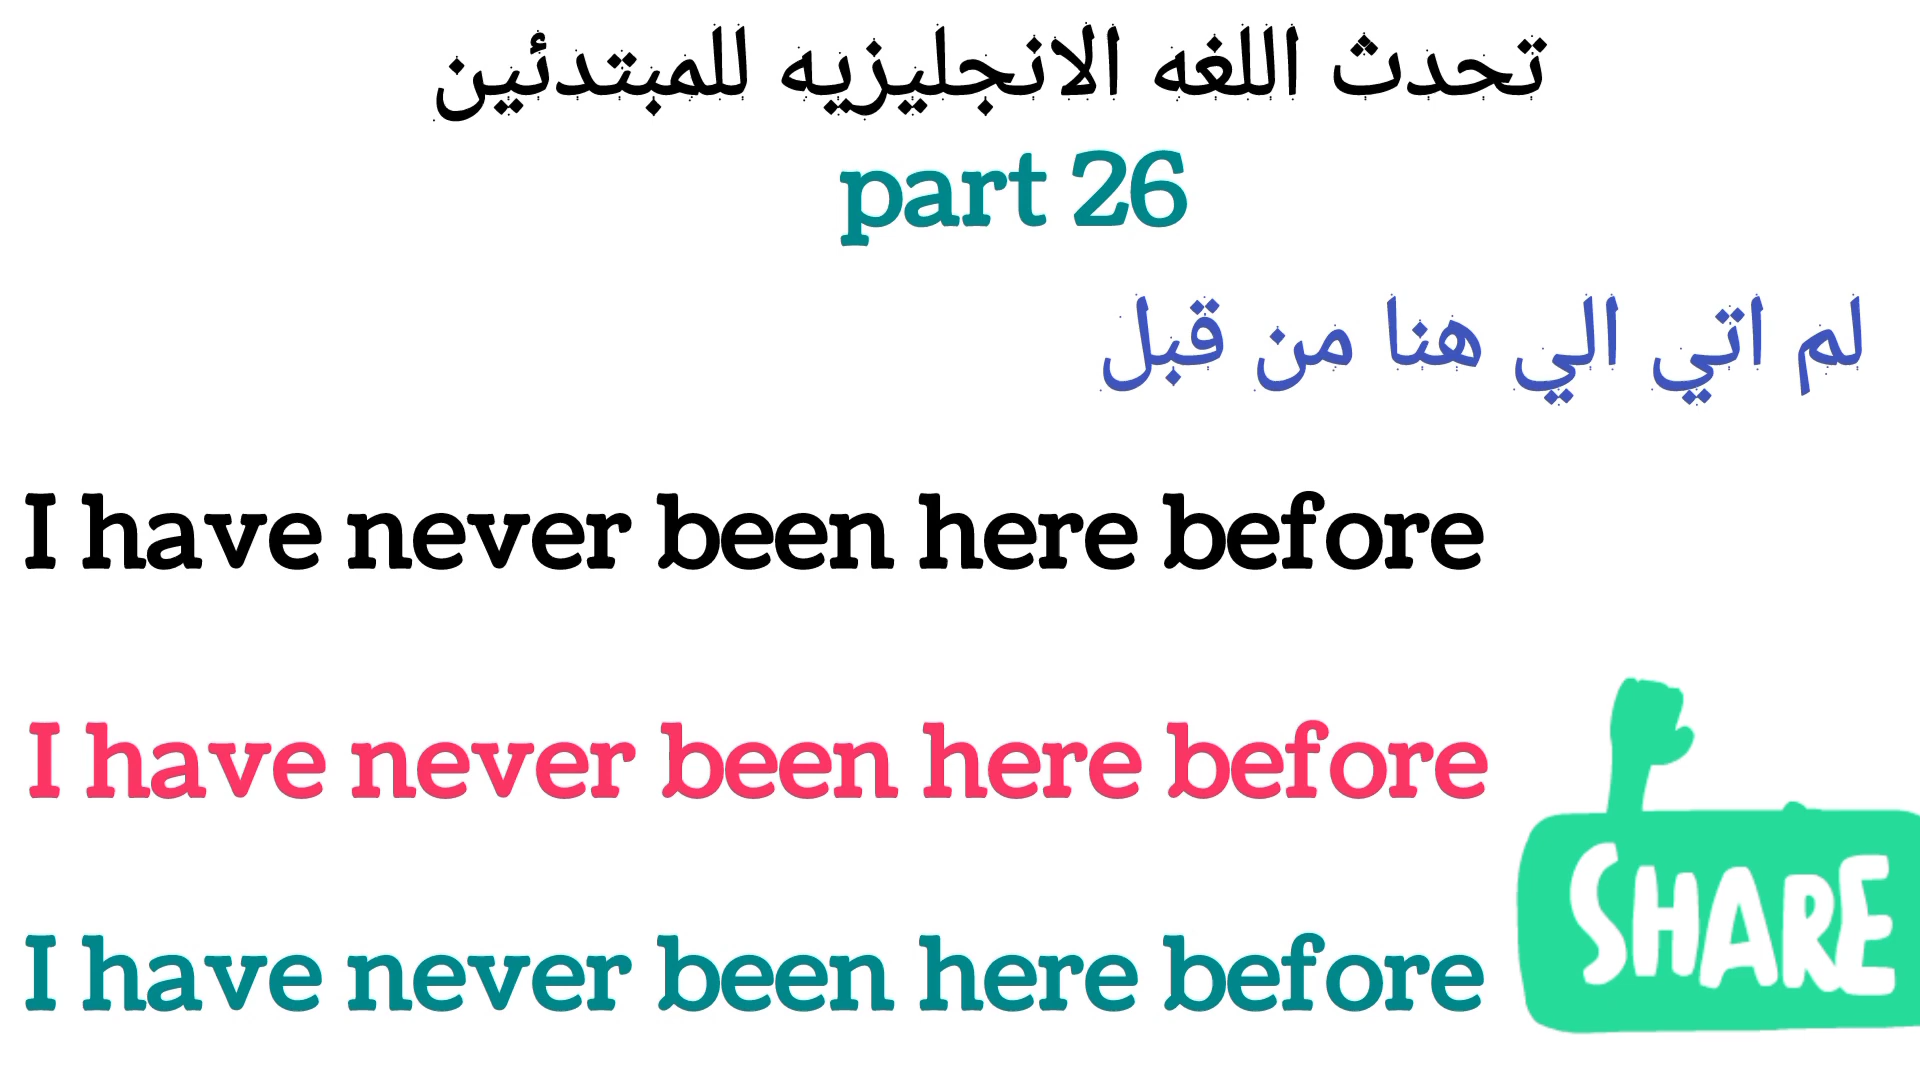 تحدث اللغه الانجليزيه للمبتدئين
part 26
لم اتي الي هنا من قبل
I have never been here before
I have never been here before
I have never been here before
SHARE